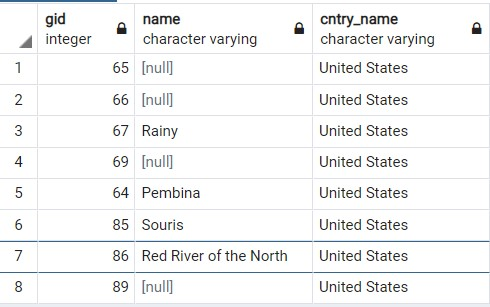 gid name cntry_name
integer character varying character varying
1 65 [null] United States
2 66 [null] United States
3 67 Rainy United States
4 69 [null] United States
5 64 Pembina United States
6 85 Souris United States
7 86 Red River of the North United States
8 89 [null] United States